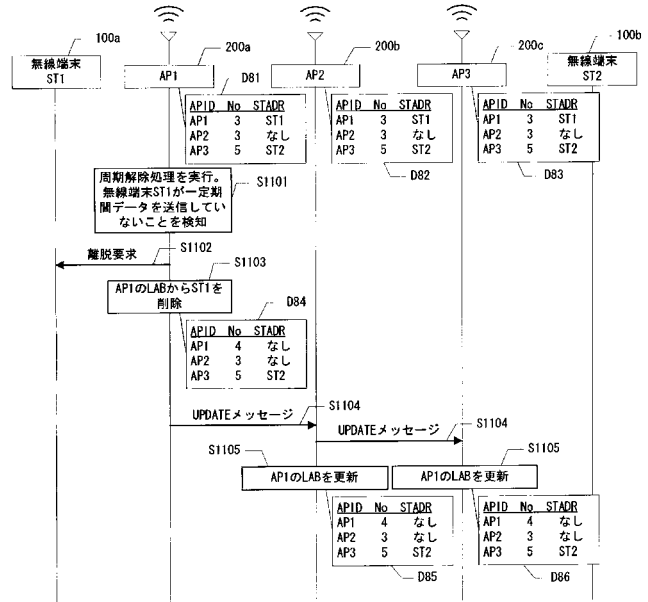 100a
無線端末
ST1
200a
AP1
200b
AP2
200c
AP3
100b
無線端末
ST2
D81
APID No STADR
AP1 3 ST1
AP2 3 なし
AP3 5 ST2
APID No STADR
AP1 3 ST1
AP2 3 なし
AP3 5 ST2
D82
APID No STADR
AP1 3 ST1
AP2 3 なし
AP3 5 ST2
D83
周期解除処理を実行。
無線端末ST1が一定期
間データを送信してい
ないことを検知
S1101
離脱要求
S1102
S1103
AP1のLABからST1を
削除
D84
APID No STADR
AP1 4 なし
AP2 3 なし
AP3 5 ST2
UPDATEメッセージ
S1104
UPDATEメッセージ
S1104
S1105
AP1のLABを更新
S1105
AP1のLABを更新
APID No STADR
AP1 4 なし
AP2 3 なし
AP3 5 ST2
D85
APID No STADR
AP1 4 なし
AP2 3 なし
AP3 5 ST2
D86